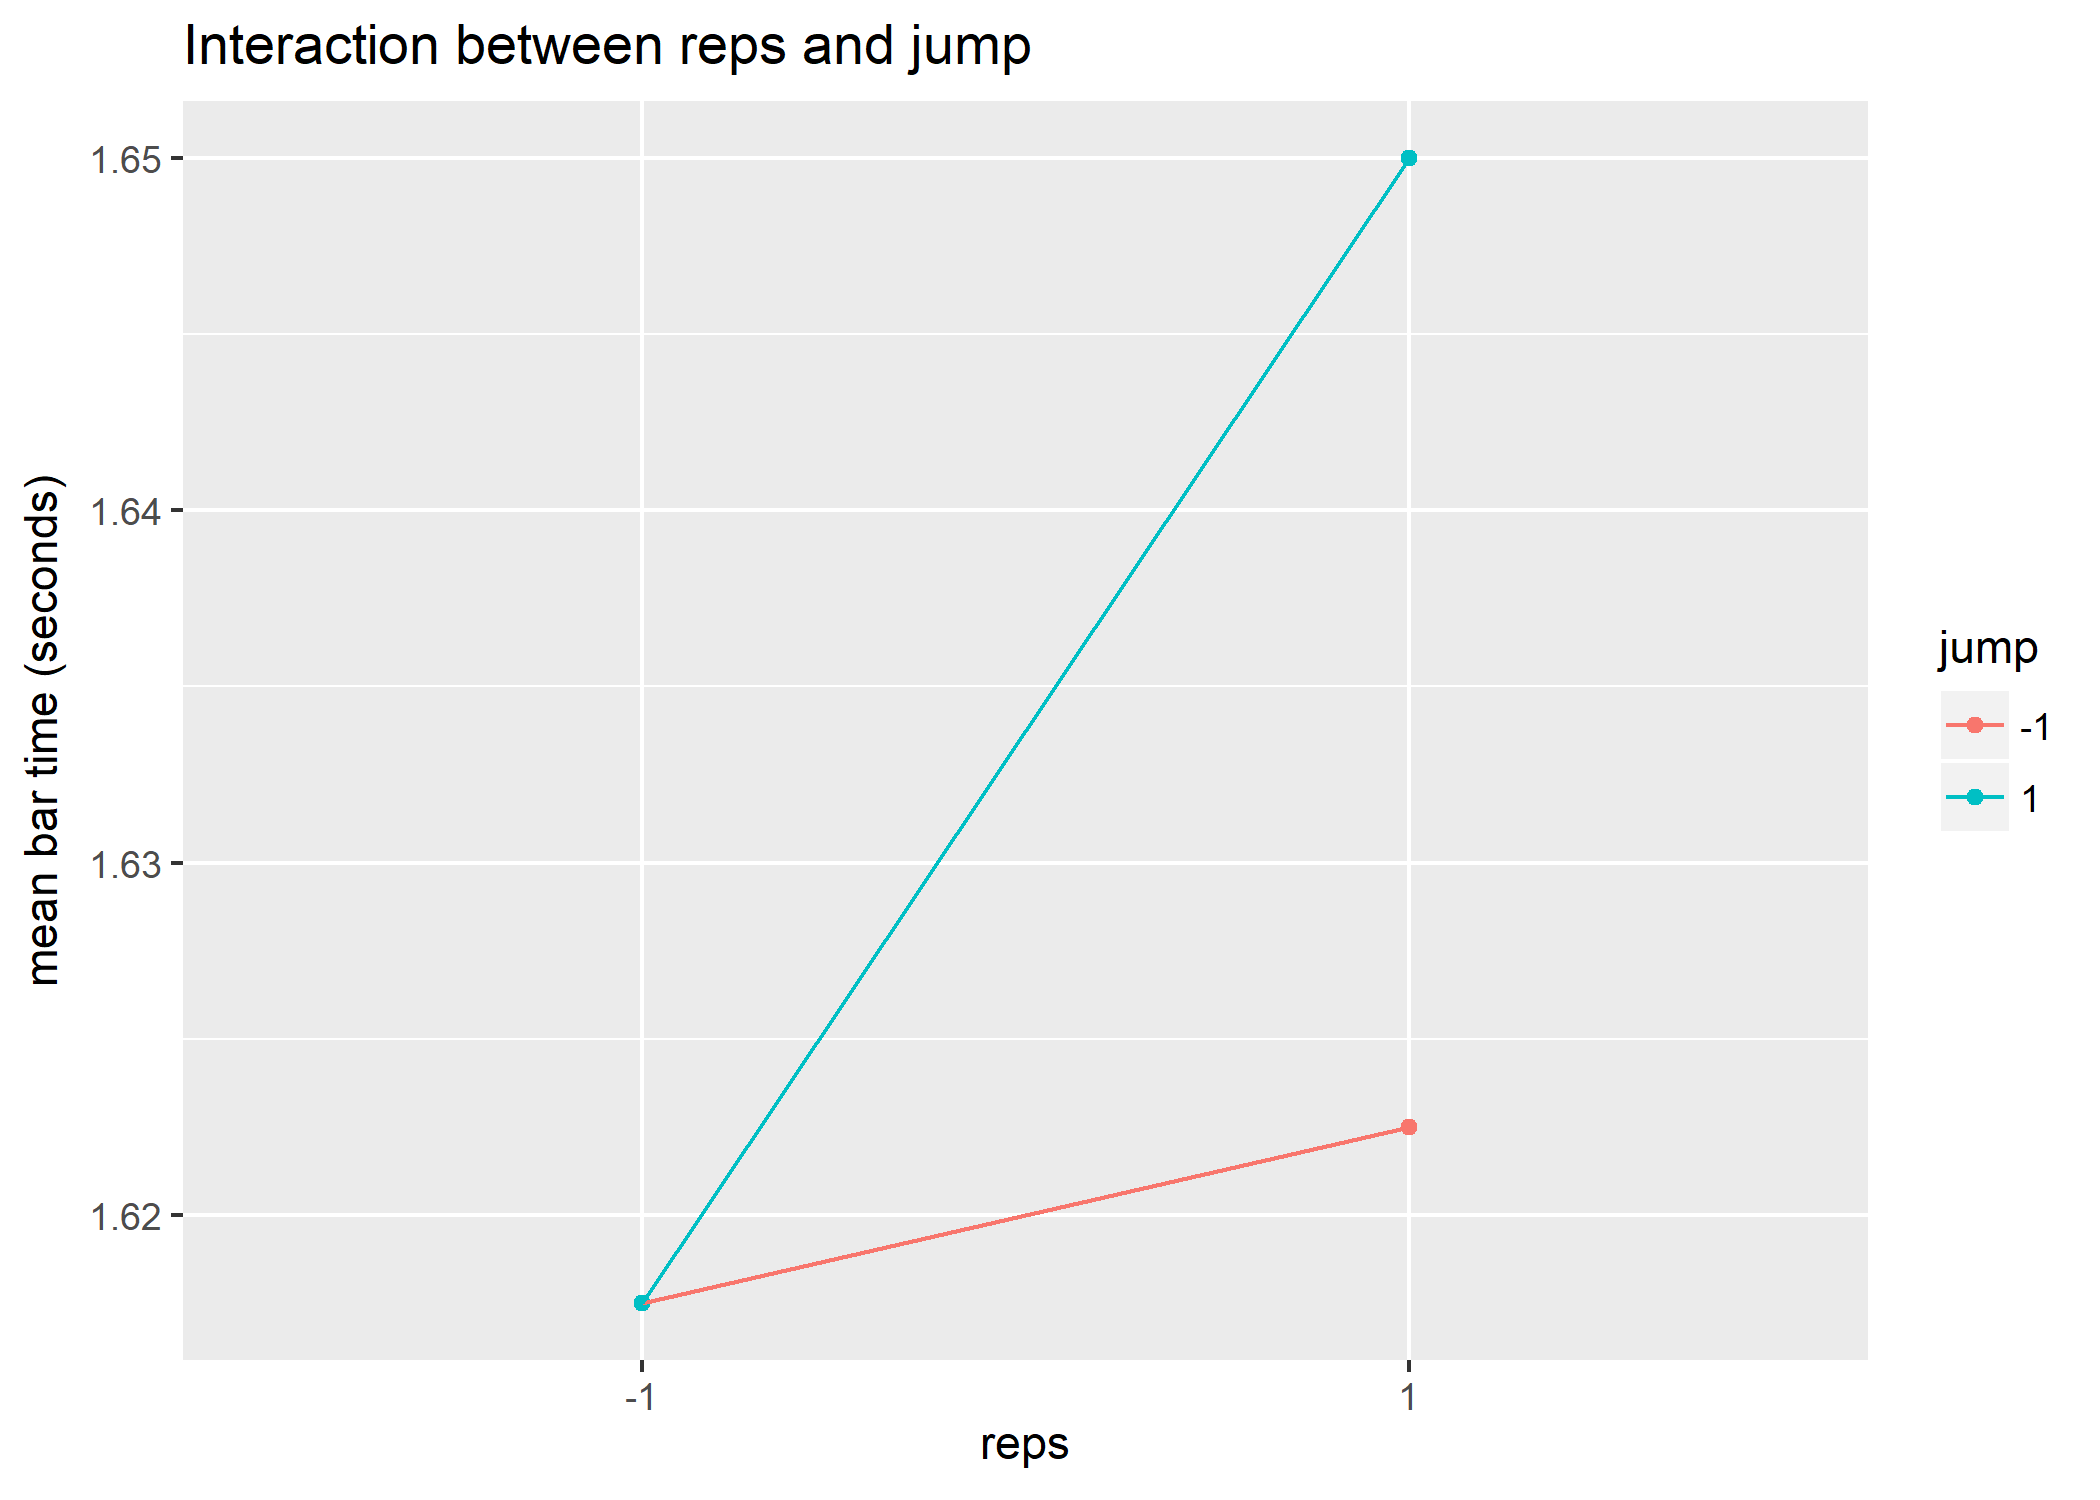 Interaction between reps and jump
mean bar time (seconds)
1.65
1.64
1.63
1.62
-1
1
reps
jump
-1
1